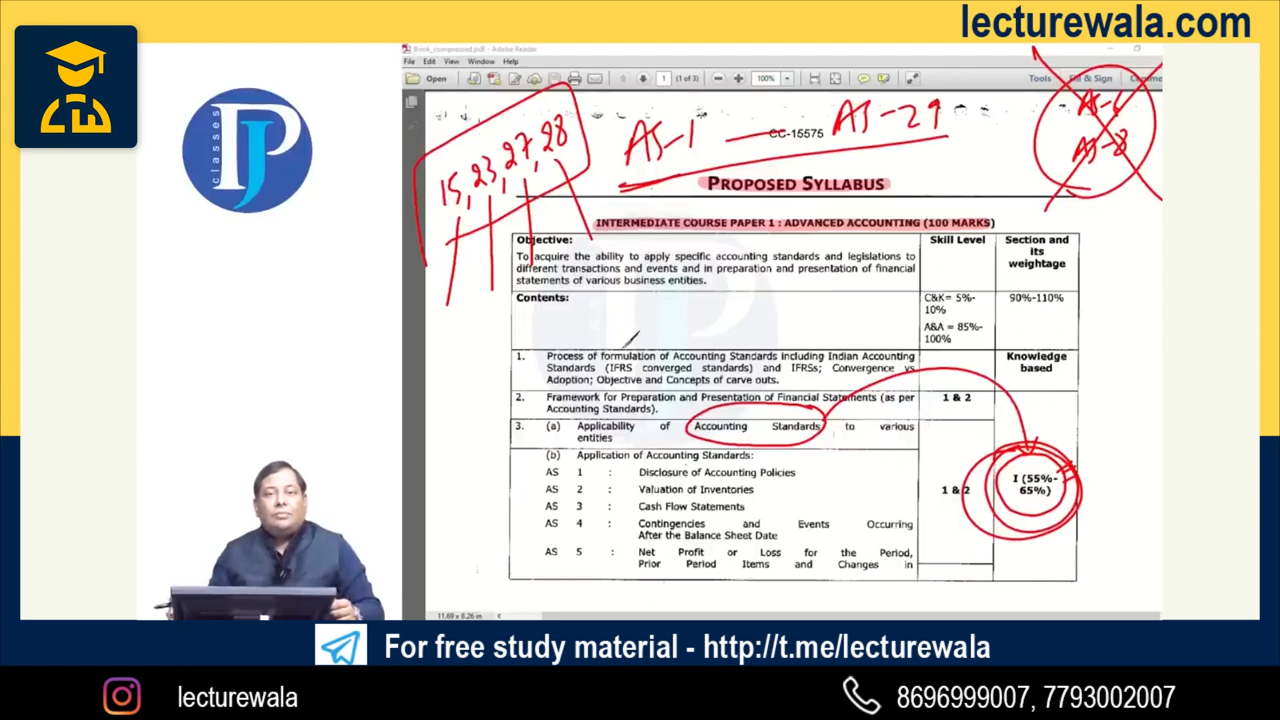 lecturewala.com
Book_compressed.pdf - Adobe Reader
File Edit View Window Help
Open 1 (1 of 3) 100% Tools Fill & Sign
classes
PJ
15, 23, 27, 28
AS-1 — AS-29
AS-8
CC-15575
PROPOSED SYLLABUS
INTERMEDIATE COURSE PAPER 1 : ADVANCED ACCOUNTING (100 MARKS)
Objective:
To acquire the ability to apply specific accounting standards and legislations to
different transactions and events and in preparation and presentation of financial
statements of various business entities.
Skill Level
Section and
its
weightage
Contents:
C&K= 5%-
10%
A&A = 85%-
100%
90%-110%
1. Process of formulation of Accounting Standards including Indian Accounting
Standards (IFRS converged standards) and IFRSs; Convergence vs
Adoption; Objective and Concepts of carve outs.
Knowledge
based
2. Framework for Preparation and Presentation of Financial Statements (as per
Accounting Standards).
1 & 2
3. (a) Applicability of Accounting Standards to various
entities
(b) Application of Accounting Standards:
AS 1 : Disclosure of Accounting Policies
AS 2 : Valuation of Inventories
AS 3 : Cash Flow Statements
AS 4 : Contingencies and Events Occurring
After the Balance Sheet Date
AS 5 : Net Profit or Loss for the Period,
Prior Period Items and Changes in
1 & 2
I (55%-
65%)
11.69 x 8.26 in
For free study material - http://t.me/lecturewala
lecturewala
8696999007, 7793002007